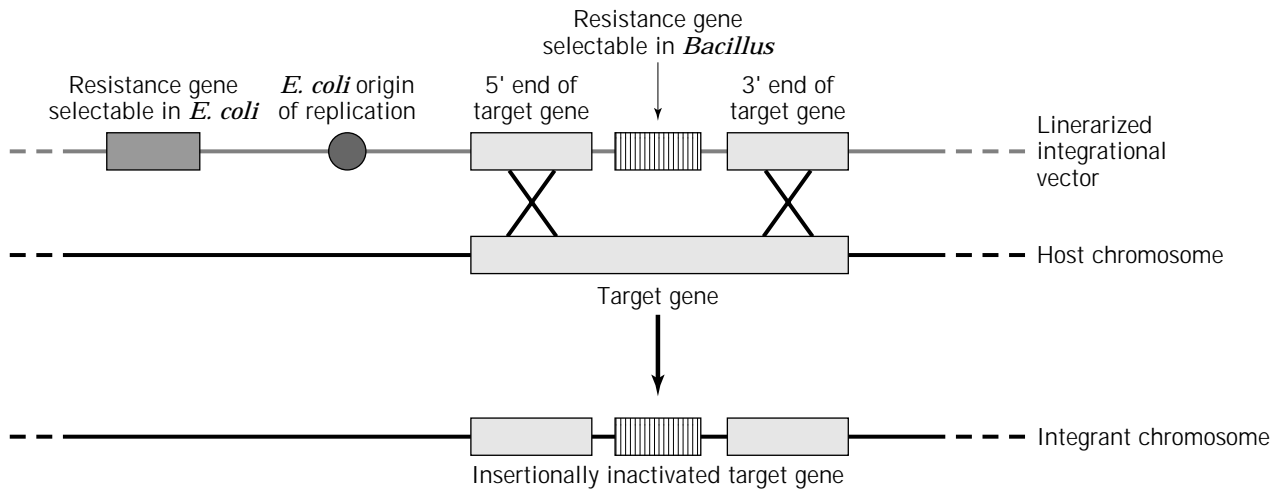 Resistance gene
selectable in Bacillus
Resistance gene
selectable in E. coli
E. coli origin
of replication
5' end of
target gene
3' end of
target gene
Linerarized
integrational
vector
Host chromosome
Target gene
Integrant chromosome
Insertionally inactivated target gene